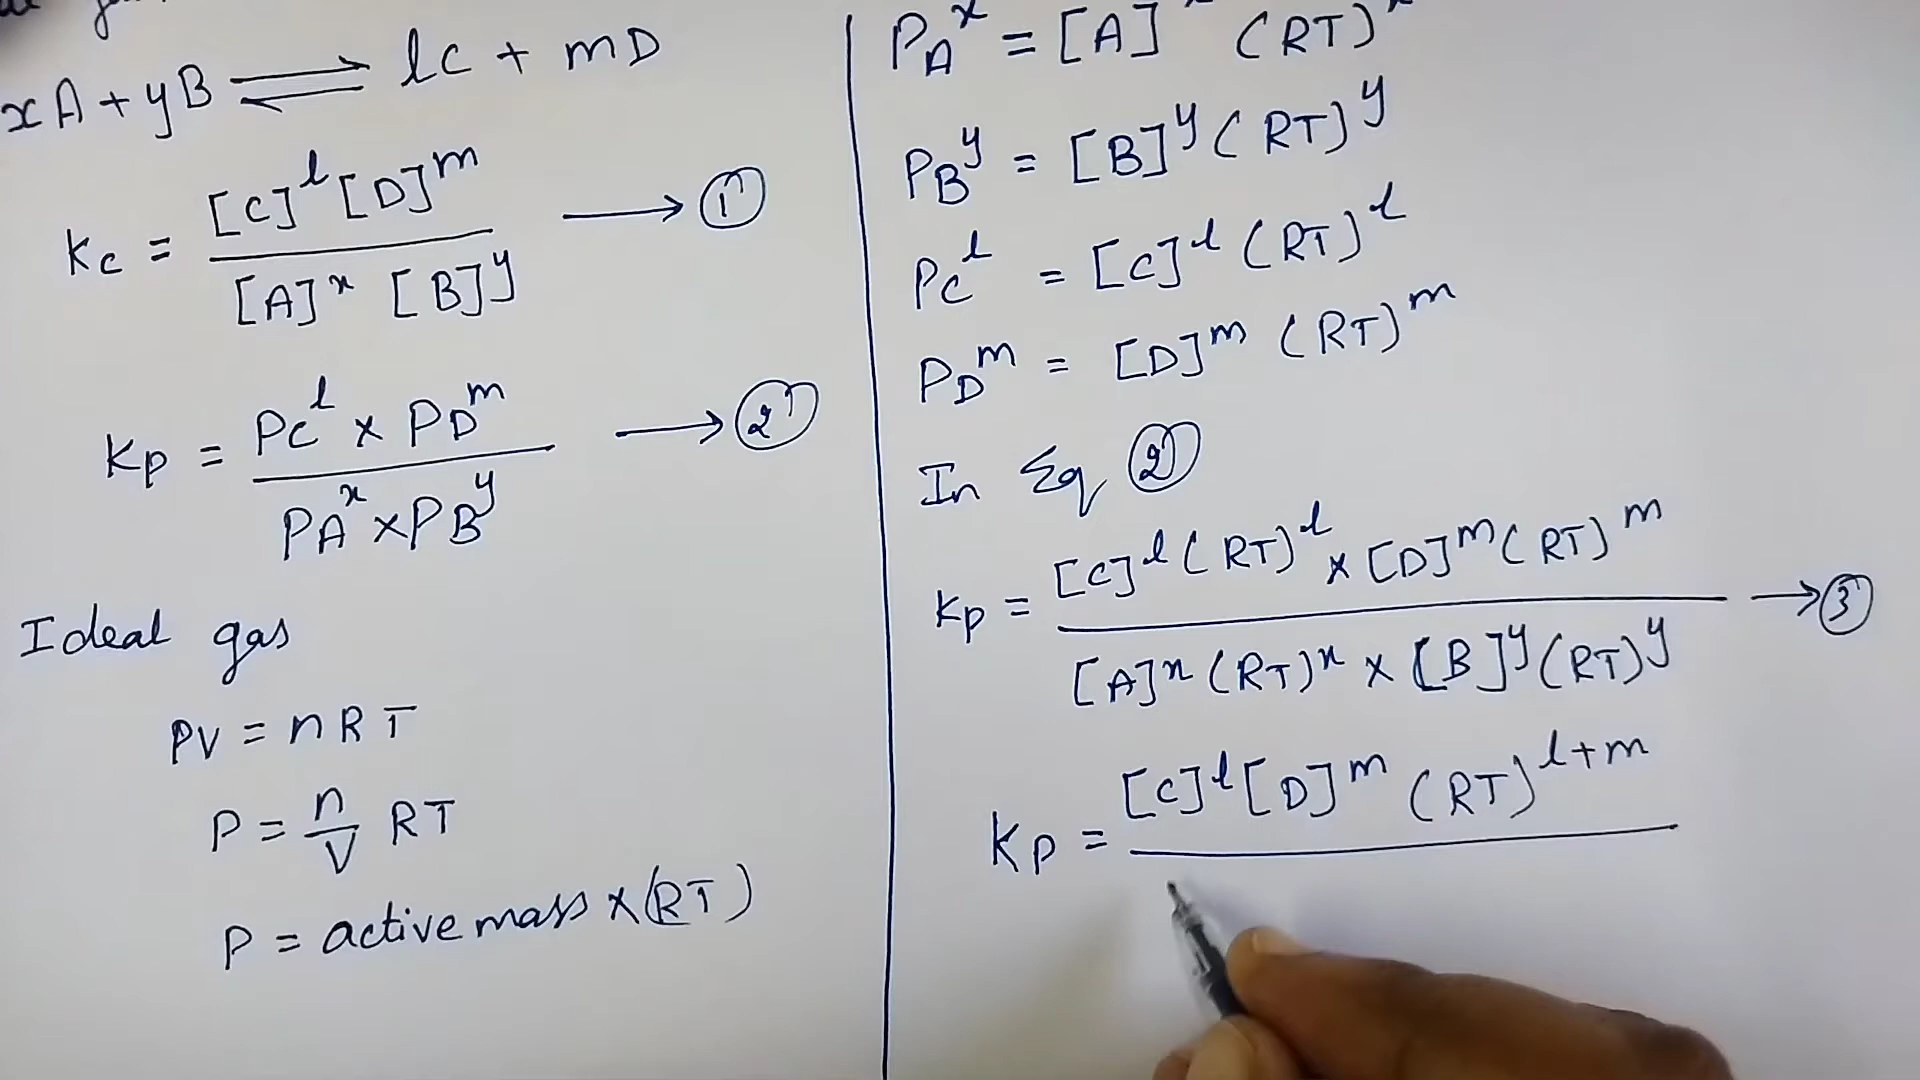 xA + yB ⇌ lC + mD
Kc = [C]^l [D]^m / [A]^x [B]^y → ①
Kp = PC^l × PD^m / PA^x × PB^y → ②
Ideal gas
PV = nRT
P = n/V RT
P = active mass × (RT)
PA^x = [A]^x (RT)^x
PB^y = [B]^y (RT)^y
PC^l = [C]^l (RT)^l
PD^m = [D]^m (RT)^m
In Eq ②
Kp = [C]^l (RT)^l × [D]^m (RT)^m / [A]^x (RT)^x × [B]^y (RT)^y → ③
Kp = [C]^l [D]^m (RT)^l+m